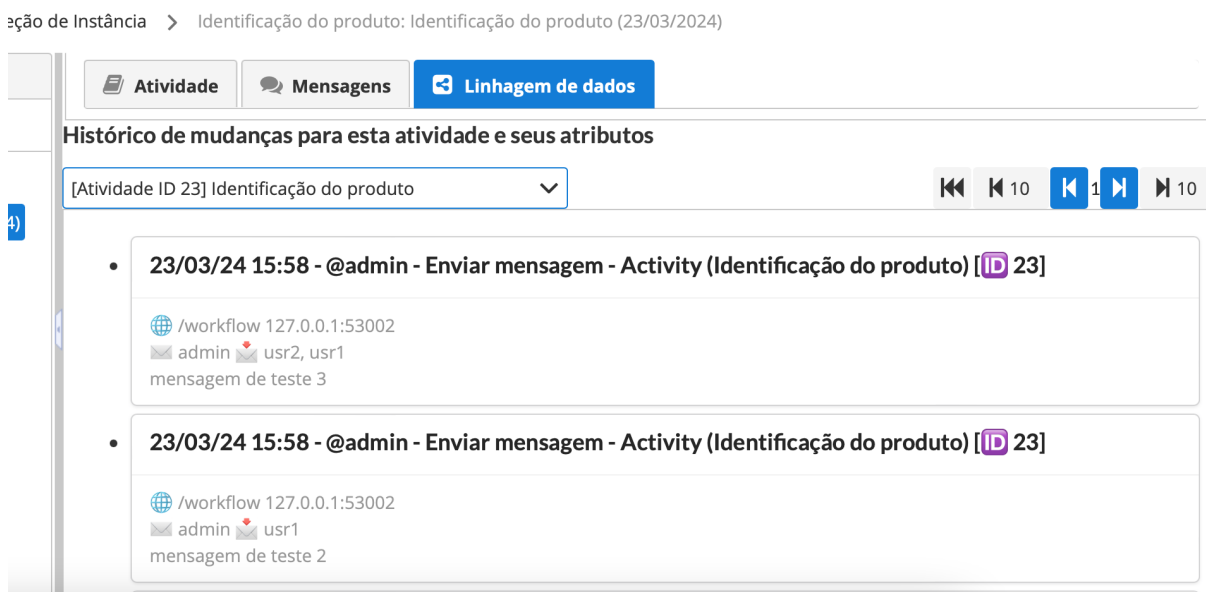 de Instância > Identificação do produto: Identificação do produto (23/03/2024)
Atividade Mensagens Linhagem de dados
Histórico de mudanças para esta atividade e seus atributos
[Atividade ID 23] Identificação do produto
10 1 10
4)
23/03/24 15:58 - @admin - Enviar mensagem - Activity (Identificação do produto) [🆔 23]
🌐 /workflow 127.0.0.1:53002
✉ admin 📩 usr2, usr1
mensagem de teste 3
23/03/24 15:58 - @admin - Enviar mensagem - Activity (Identificação do produto) [🆔 23]
🌐 /workflow 127.0.0.1:53002
✉ admin 📩 usr1
mensagem de teste 2